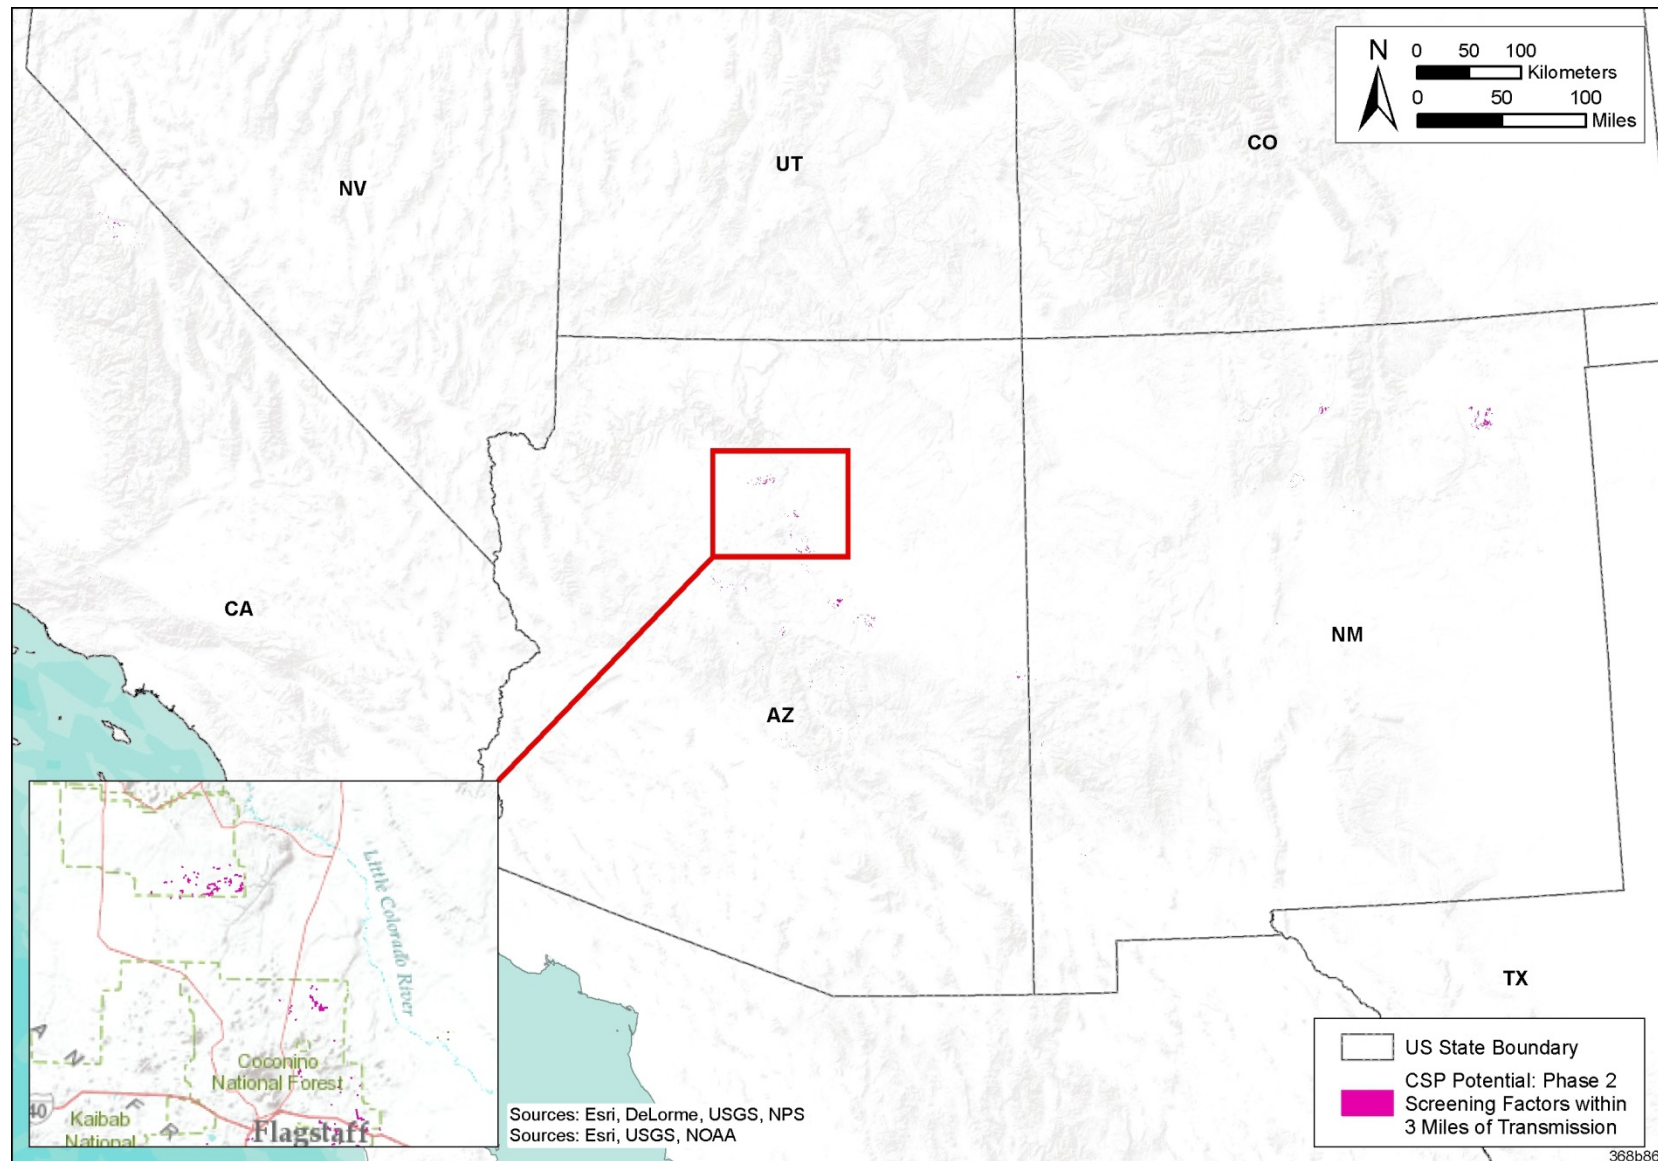 N
0 50 100
Kilometers
0 50 100
Miles
NV
UT
CO
CA
AZ
NM
TX
Little Colorado River
Coconino
National Forest
40
Kaibab
National
Flagstaff
Sources: Esri, DeLorme, USGS, NPS
Sources: Esri, USGS, NOAA
US State Boundary
CSP Potential: Phase 2
Screening Factors within
3 Miles of Transmission
368b86